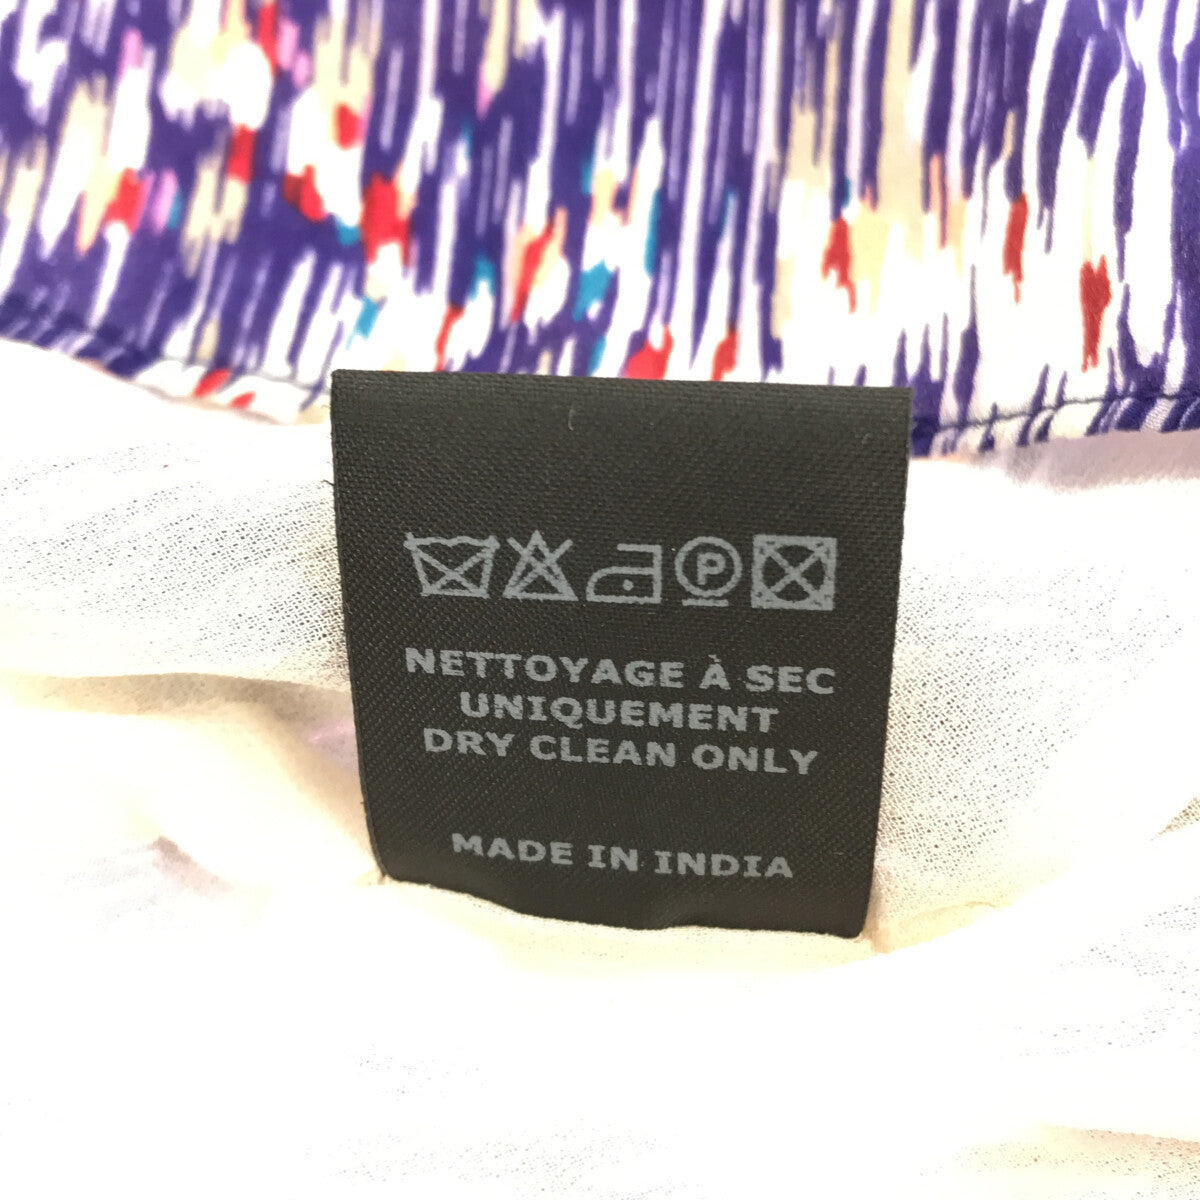 P
NETTOYAGE À SEC
UNIQUEMENT
DRY CLEAN ONLY
MADE IN INDIA